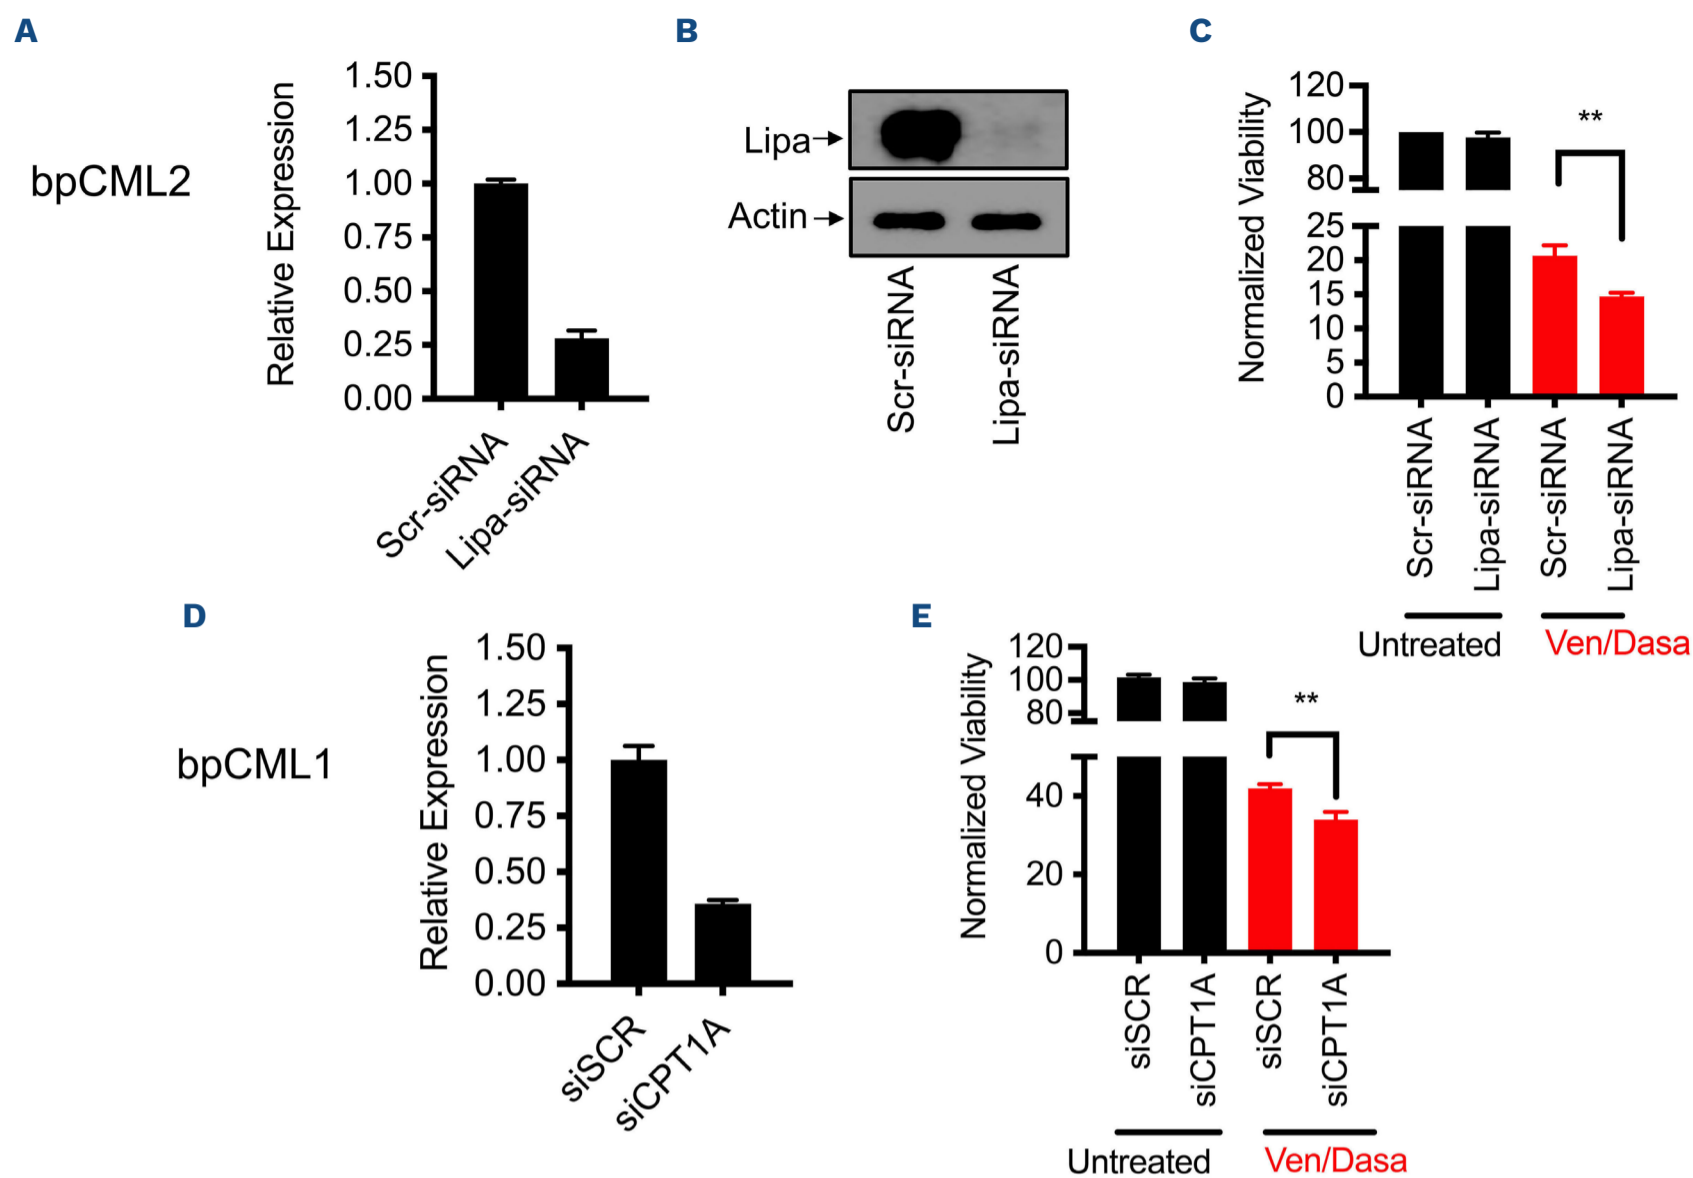 A
bpCML2
Relative Expression
1.50
1.25
1.00
0.75
0.50
0.25
0.00
Scr-siRNA
Lipa-siRNA
B
Lipa
Actin
Scr-siRNA
Lipa-siRNA
C
Normalized Viability
120
100
80
25
20
15
10
5
0
**
Scr-siRNA
Lipa-siRNA
Scr-siRNA
Lipa-siRNA
Untreated
Ven/Dasa
D
bpCML1
Relative Expression
1.50
1.25
1.00
0.75
0.50
0.25
0.00
siSCR
siCPT1A
E
Normalized Viability
120
100
80
40
20
0
**
siSCR
siCPT1A
siSCR
siCPT1A
Untreated
Ven/Dasa